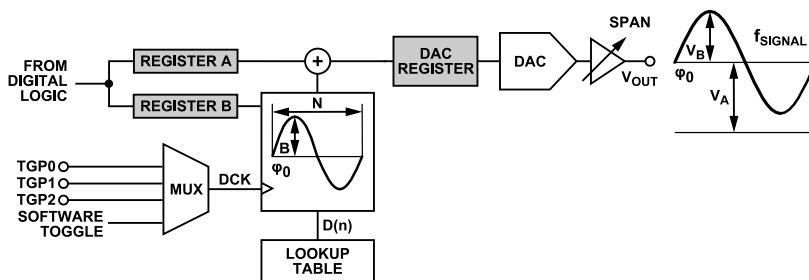 FROM
DIGITAL
LOGIC
REGISTER A
REGISTER B
+
DAC
REGISTER
DAC
SPAN
VOUT
VB
fSIGNAL
φ0
VA
N
B
φ0
TGP0
TGP1
TGP2
SOFTWARE
TOGGLE
MUX
DCK
D(n)
LOOKUP
TABLE